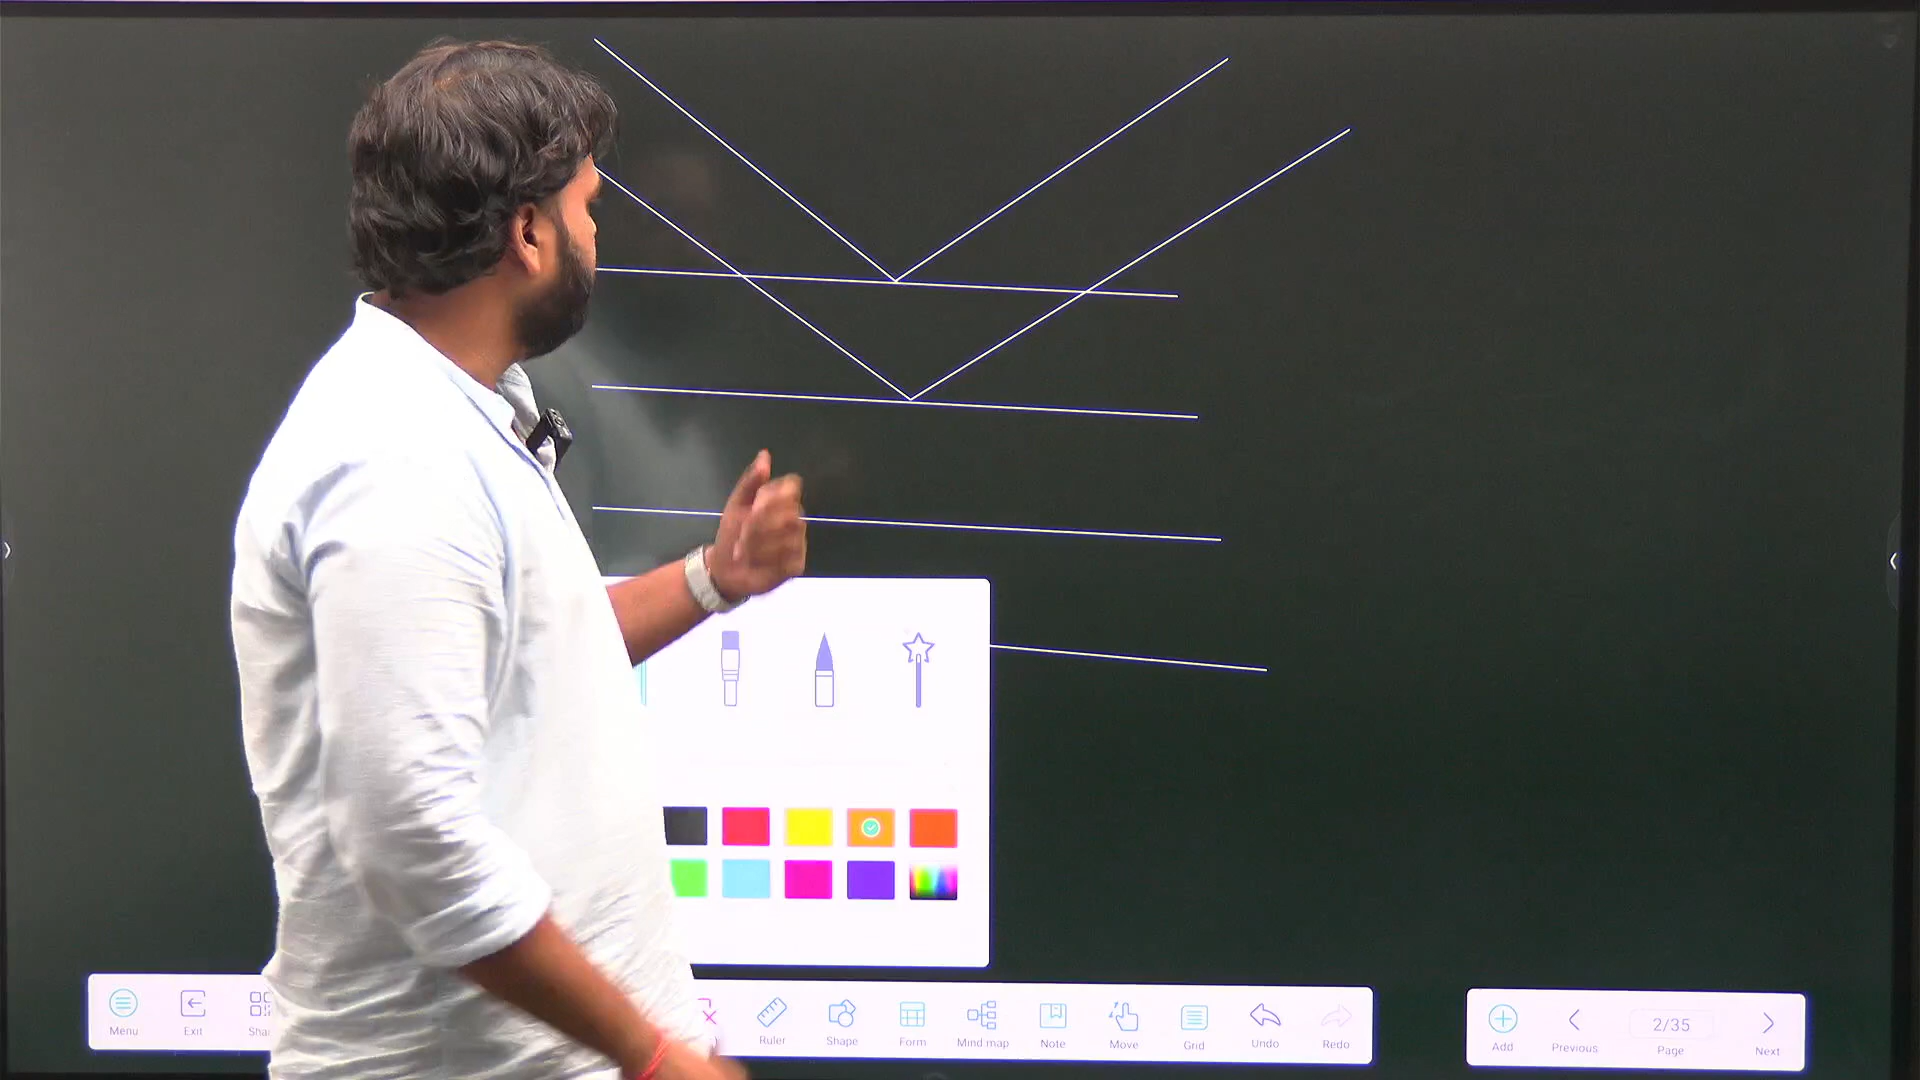 Menu
Exit
Ruler
Shape
Form
Mind map
Note
Move
Grid
Undo
Redo
Add
Previous
2/35
Page
Next